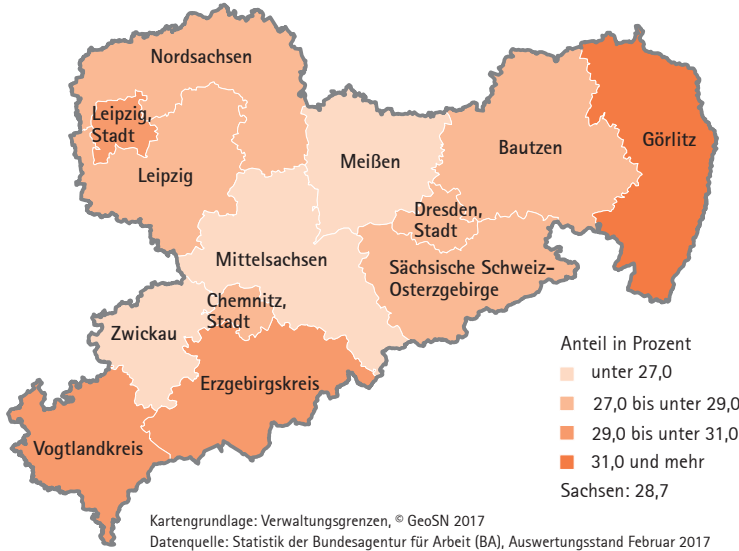 Nordsachsen
Leipzig,
Stadt
Leipzig
Meißen
Bautzen
Görlitz
Dresden,
Stadt
Mittelsachsen
Sächsische Schweiz-
Osterzgebirge
Chemnitz,
Stadt
Zwickau
Erzgebirgskreis
Vogtlandkreis
Anteil in Prozent
unter 27,0
27,0 bis unter 29,0
29,0 bis unter 31,0
31,0 und mehr
Sachsen: 28,7
Kartengrundlage: Verwaltungsgrenzen, © GeoSN 2017
Datenquelle: Statistik der Bundesagentur für Arbeit (BA), Auswertungsstand Februar 2017